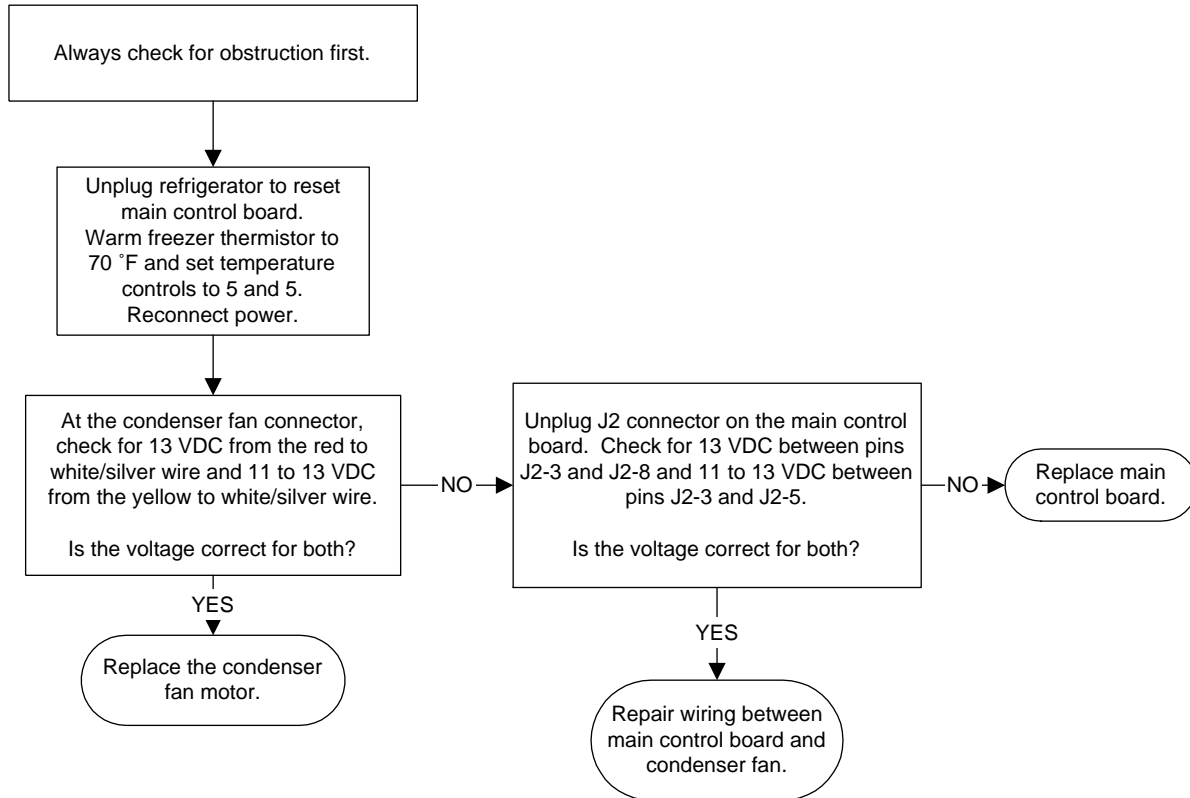 Always check for obstruction first.
Unplug refrigerator to reset
main control board.
Warm freezer thermistor to
70 ˚F and set temperature
controls to 5 and 5.
Reconnect power.
At the condenser fan connector,
check for 13 VDC from the red to
white/silver wire and 11 to 13 VDC
from the yellow to white/silver wire.
Is the voltage correct for both?
NO
Unplug J2 connector on the main control
board. Check for 13 VDC between pins
J2-3 and J2-8 and 11 to 13 VDC between
pins J2-3 and J2-5.
Is the voltage correct for both?
NO
Replace main
control board.
YES
Replace the condenser
fan motor.
YES
Repair wiring between
main control board and
condenser fan.